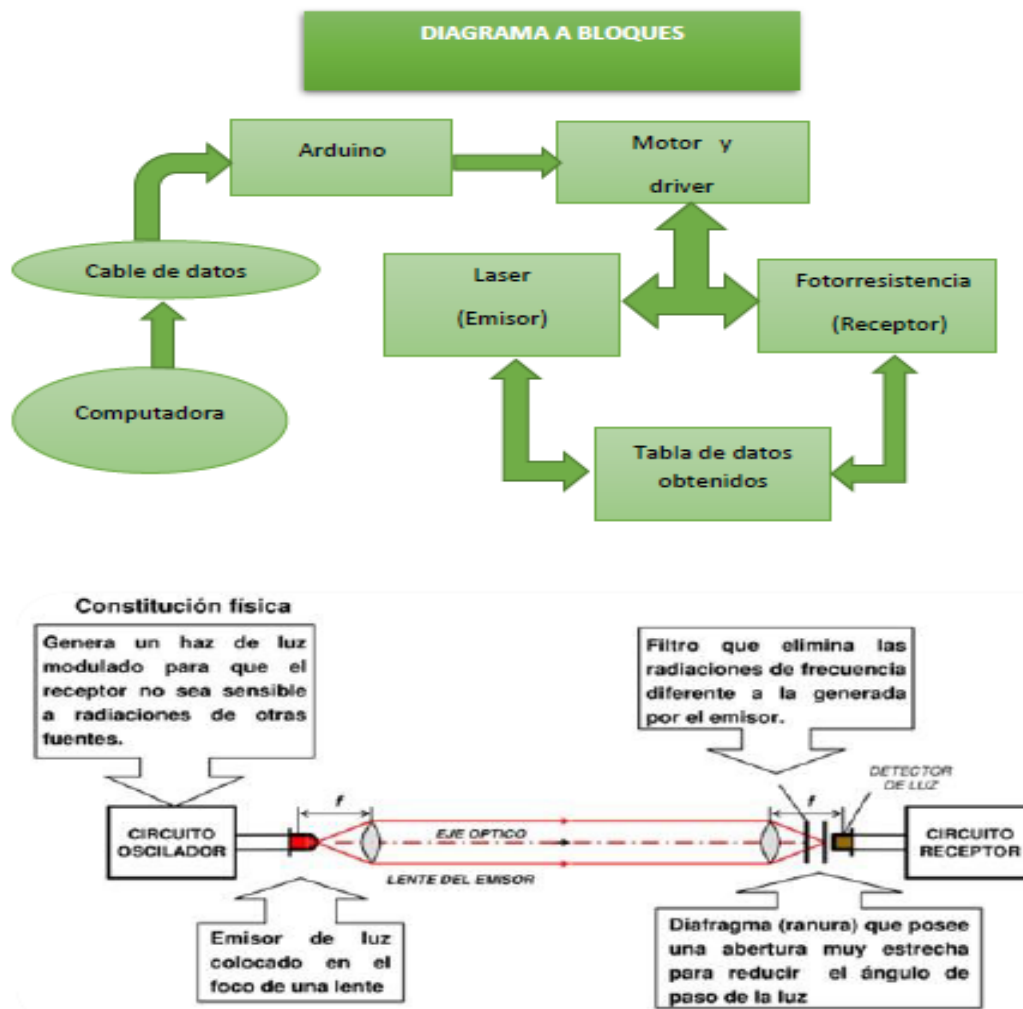 DIAGRAMA A BLOQUES
Arduino
Motor y
driver
Cable de datos
Laser
(Emisor)
Fotorresistencia
(Receptor)
Computadora
Tabla de datos
obtenidos
Constitución física
Genera un haz de luz
modulado para que el
receptor no sea sensible
a radiaciones de otras
fuentes.
Filtro que elimina las
radiaciones de frecuencia
diferente a la generada
por el emisor.
DETECTOR
DE LUZ
f
f
CIRCUITO
OSCILADOR
EJE OPTICO
CIRCUITO
RECEPTOR
LENTE DEL EMISOR
Emisor de luz
colocado en el
foco de una lente
Diafragma (ranura) que posee
una abertura muy estrecha
para reducir el ángulo de
paso de la luz